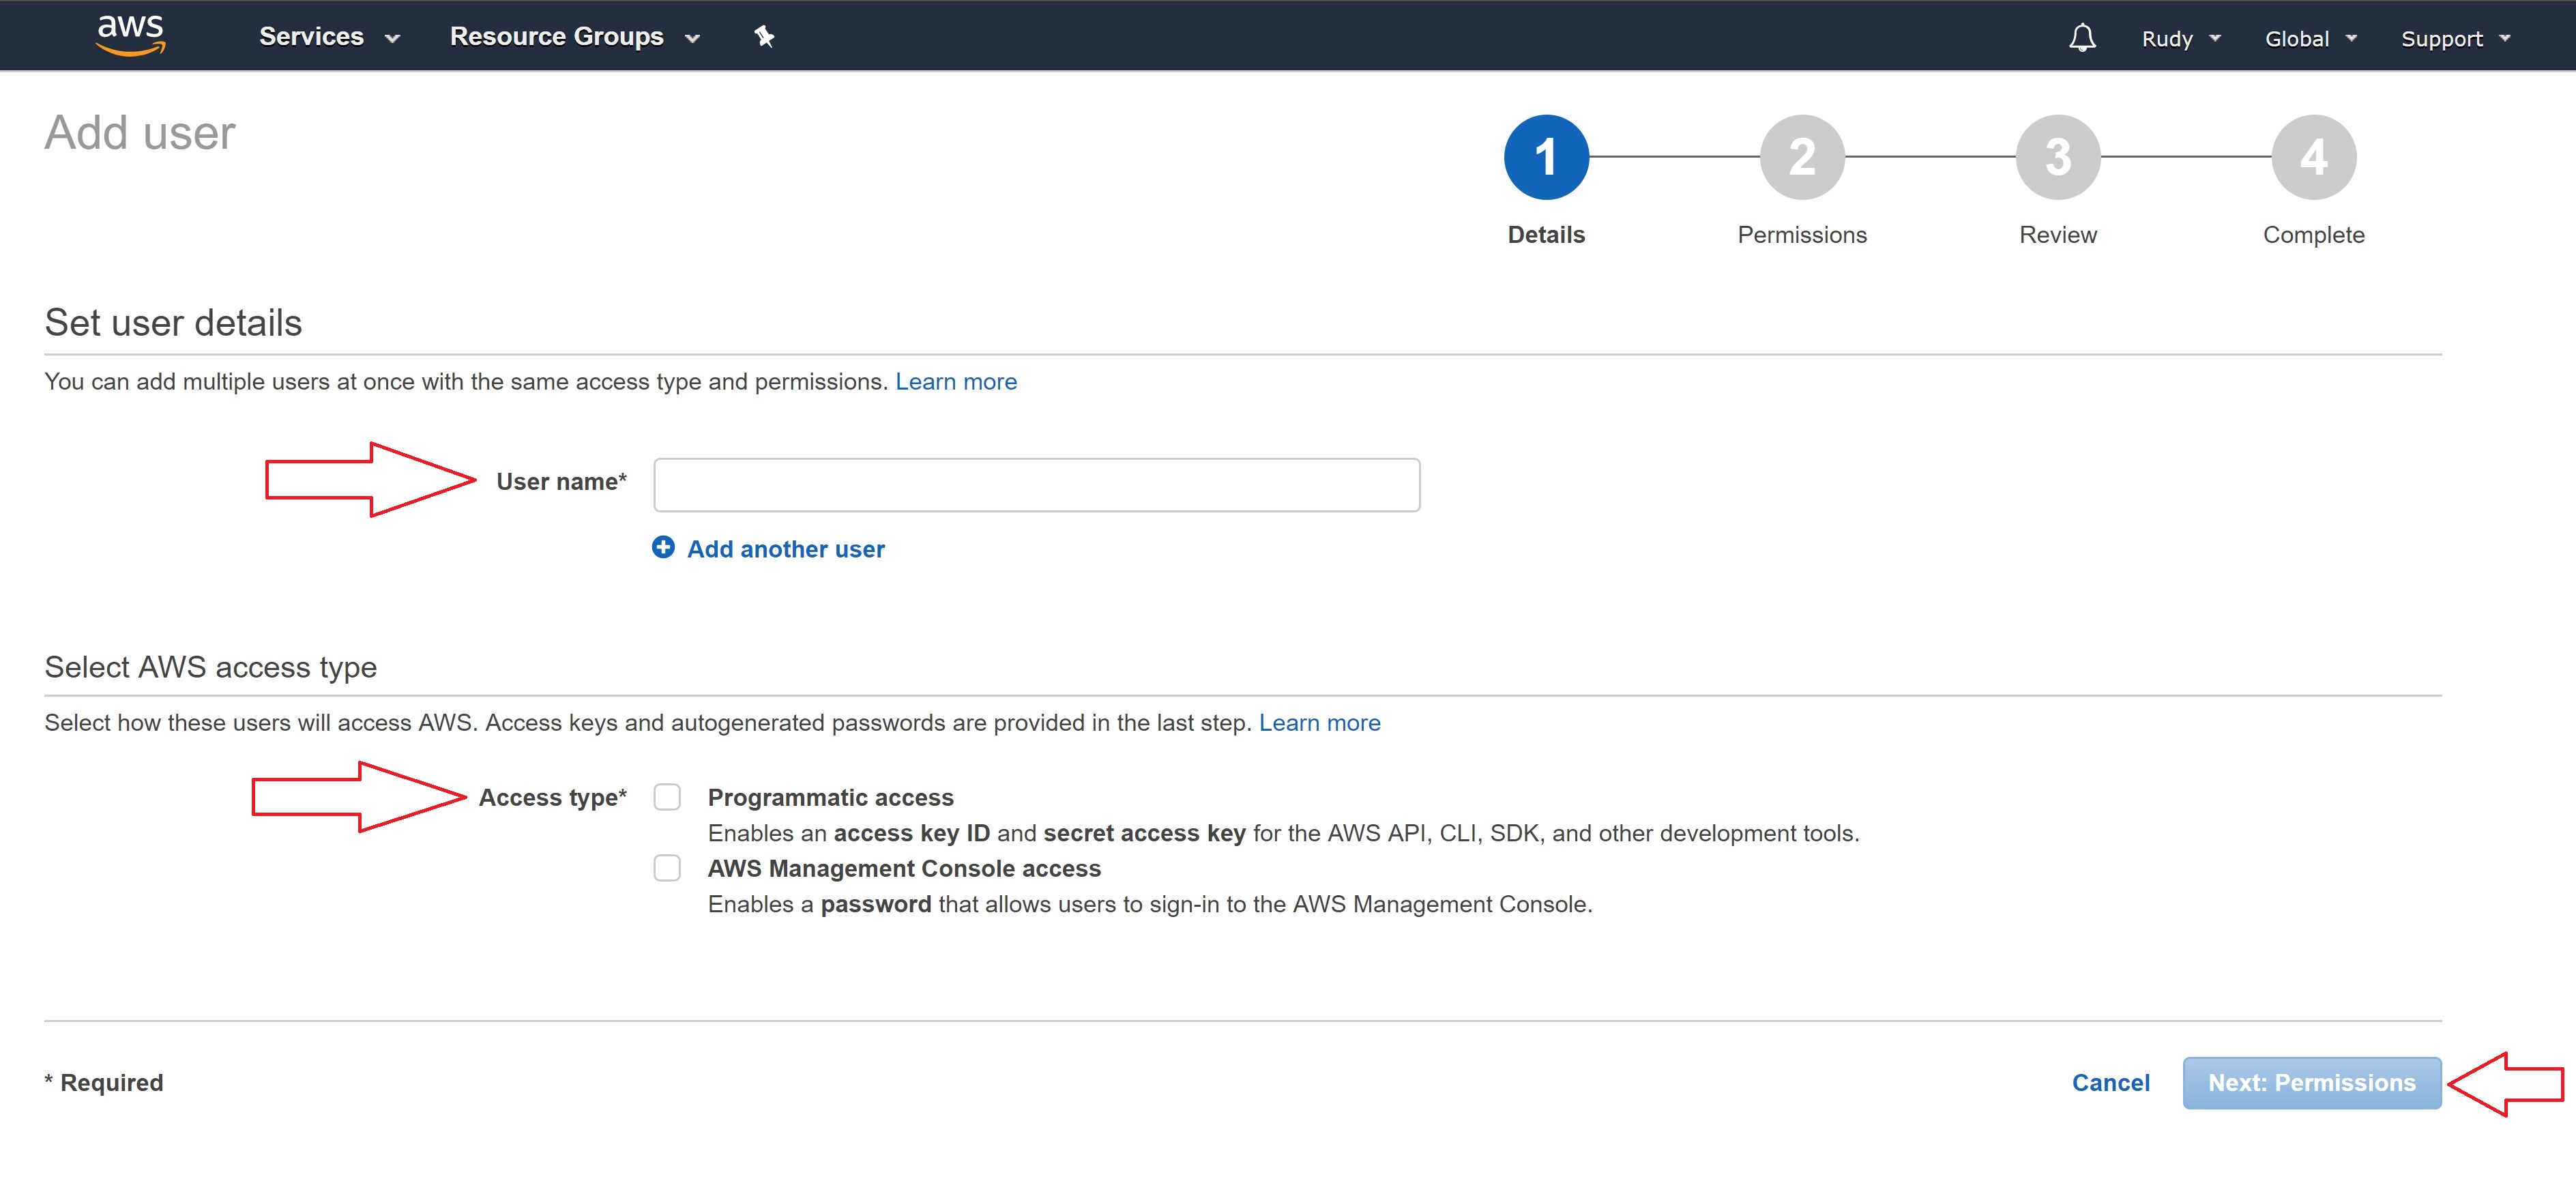 aws Services Resource Groups Rudy Global Support
Add user
1 2 3 4
Details Permissions Review Complete
Set user details
You can add multiple users at once with the same access type and permissions. Learn more
User name*
Add another user
Select AWS access type
Select how these users will access AWS. Access keys and autogenerated passwords are provided in the last step. Learn more
Access type* Programmatic access
Enables an access key ID and secret access key for the AWS API, CLI, SDK, and other development tools.
AWS Management Console access
Enables a password that allows users to sign-in to the AWS Management Console.
* Required Cancel Next: Permissions